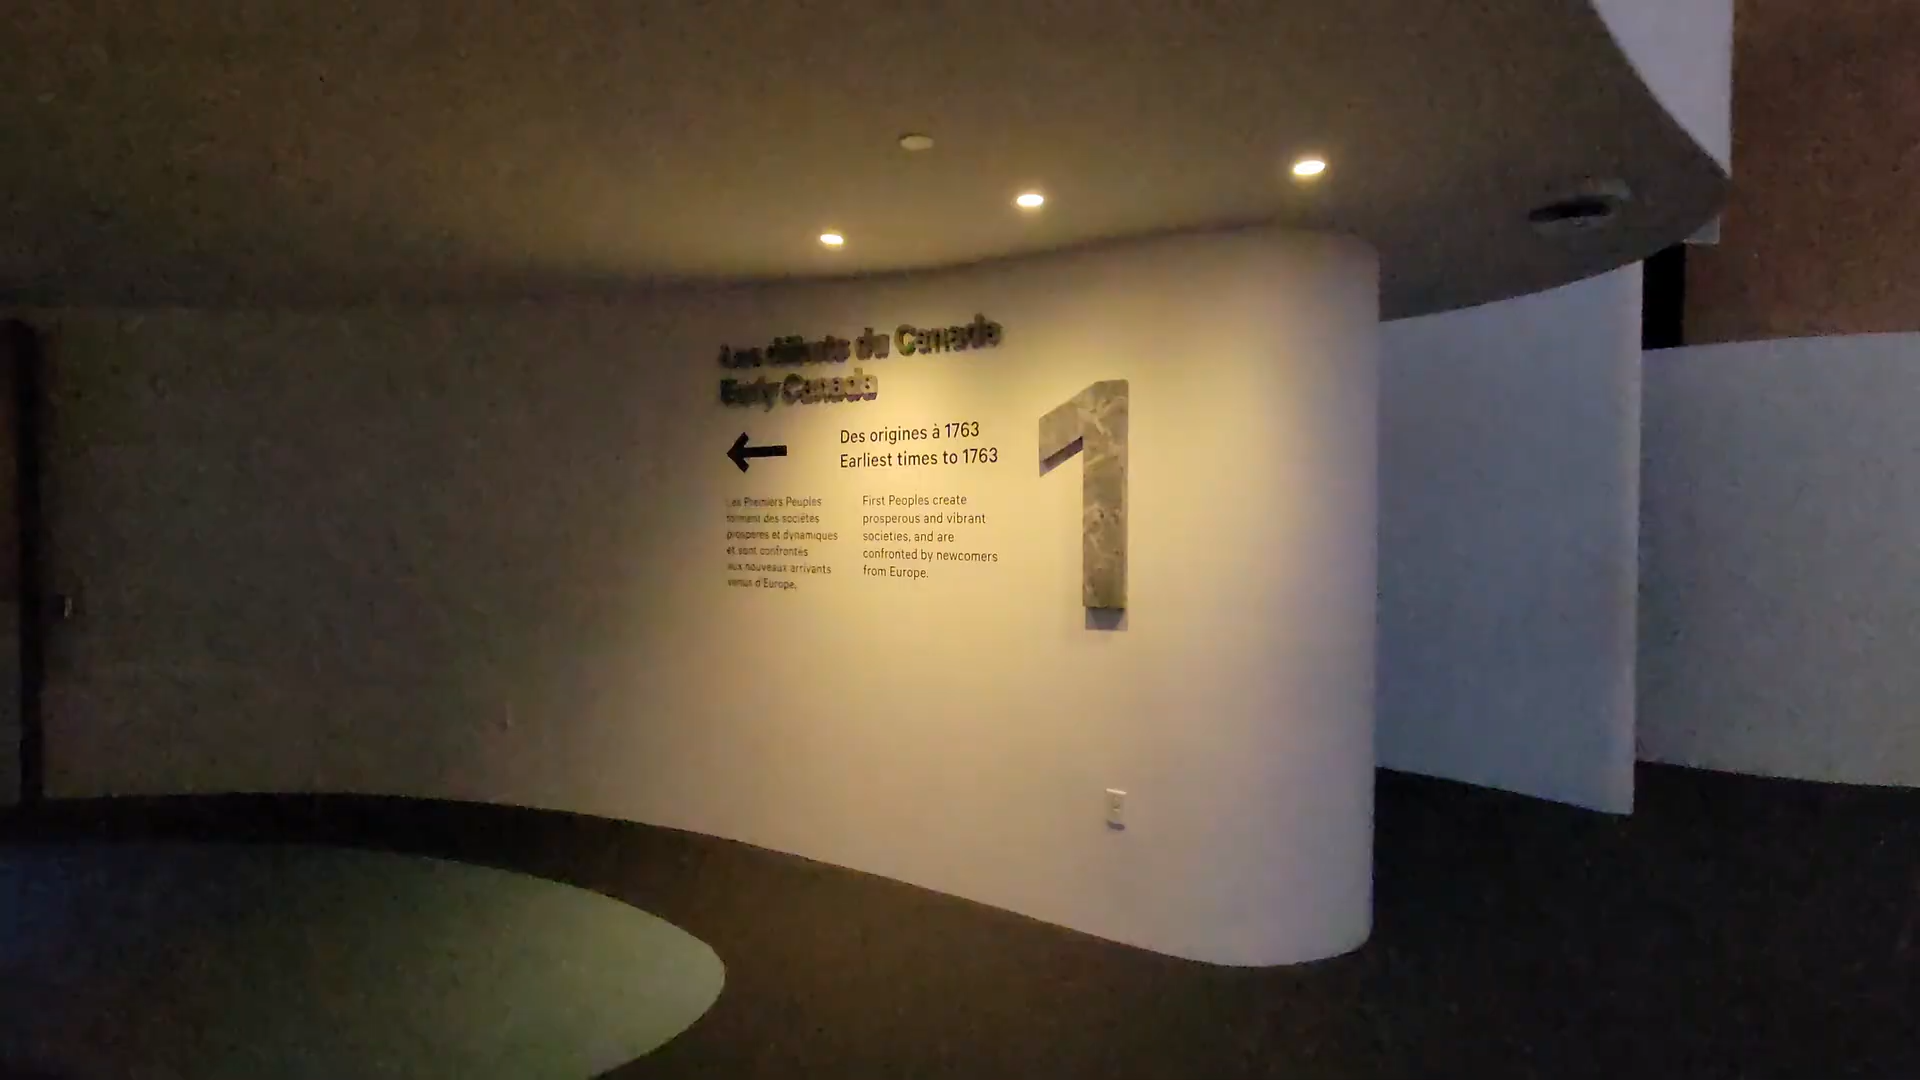 Les débuts du Canada
Early Canada
Des origines à 1763
Earliest times to 1763
1
Les Premiers Peuples
forment des sociétés
prospères et dynamiques
et sont confrontés
aux nouveaux arrivants
venus d'Europe.
First Peoples create
prosperous and vibrant
societies, and are
confronted by newcomers
from Europe.